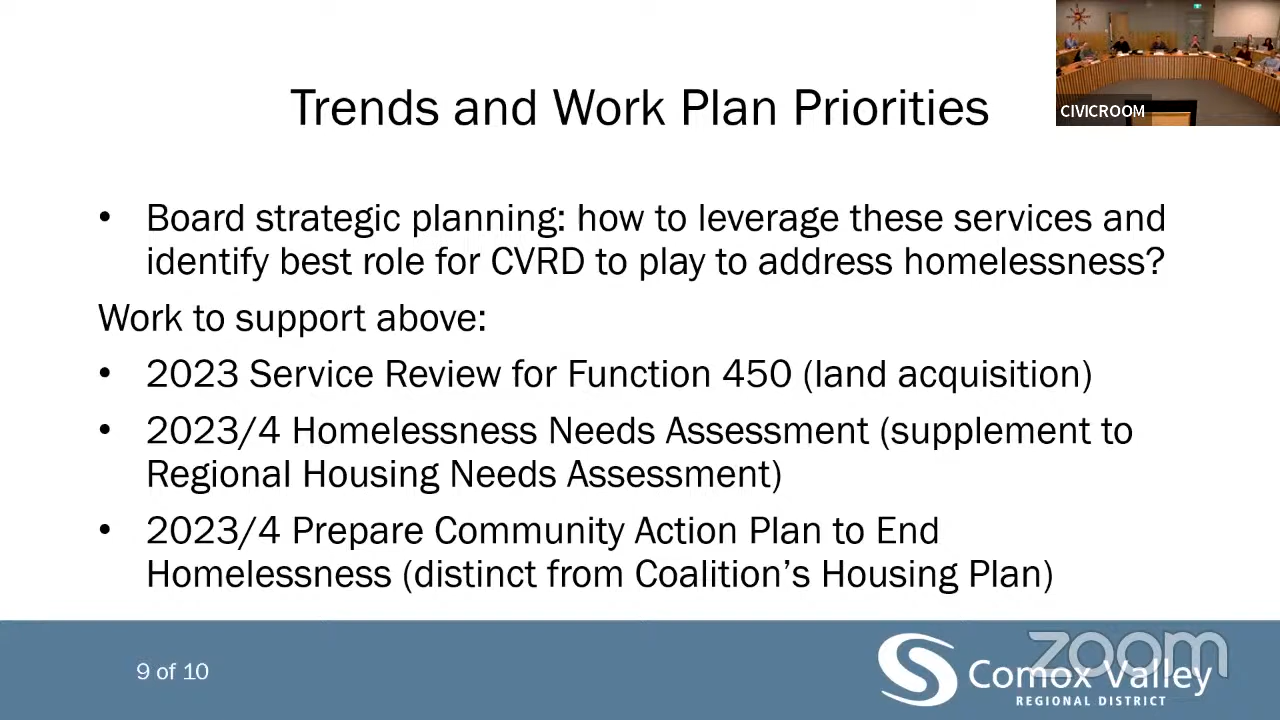 CIVICROOM
Trends and Work Plan Priorities
• Board strategic planning: how to leverage these services and
identify best role for CVRD to play to address homelessness?
Work to support above:
• 2023 Service Review for Function 450 (land acquisition)
• 2023/4 Homelessness Needs Assessment (supplement to
Regional Housing Needs Assessment)
• 2023/4 Prepare Community Action Plan to End
Homelessness (distinct from Coalition’s Housing Plan)
9 of 10
zoom
Comox Valley
REGIONAL DISTRICT